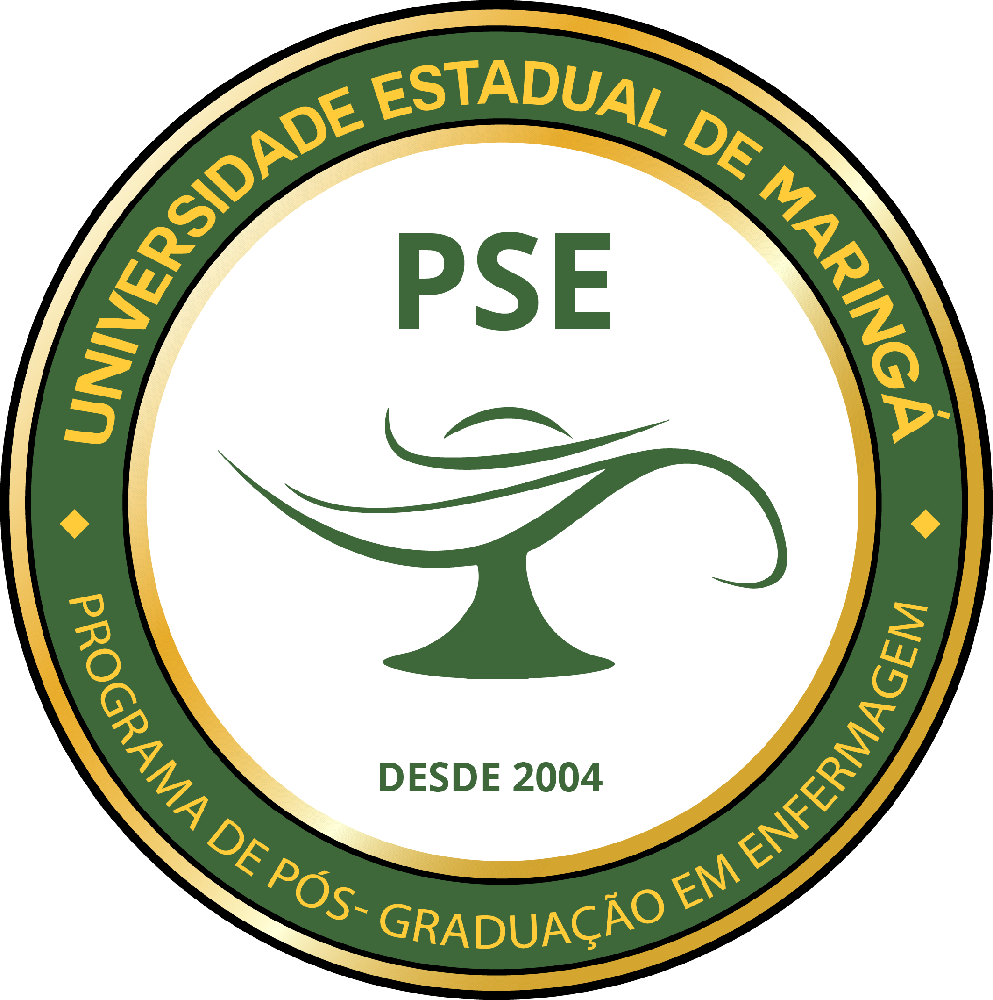 UNIVERSIDADE ESTADUAL DE MARINGÁ
PSE
DESDE 2004
PROGRAMA DE PÓS- GRADUAÇÃO EM ENFERMAGEM